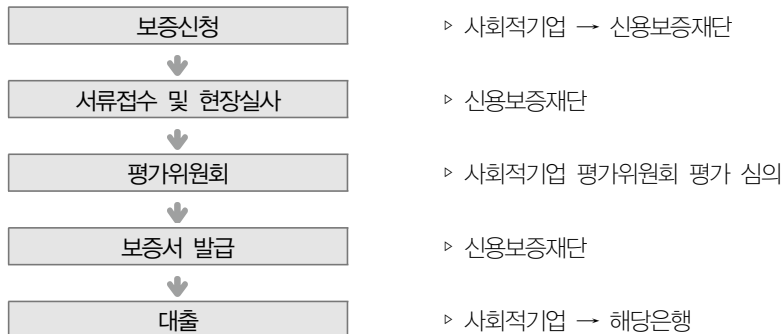 보증신청 ▹ 사회적기업 → 신용보증재단
서류접수 및 현장실사 ▹ 신용보증재단
평가위원회 ▹ 사회적기업 평가위원회 평가 심의
보증서 발급 ▹ 신용보증재단
대출 ▹ 사회적기업 → 해당은행